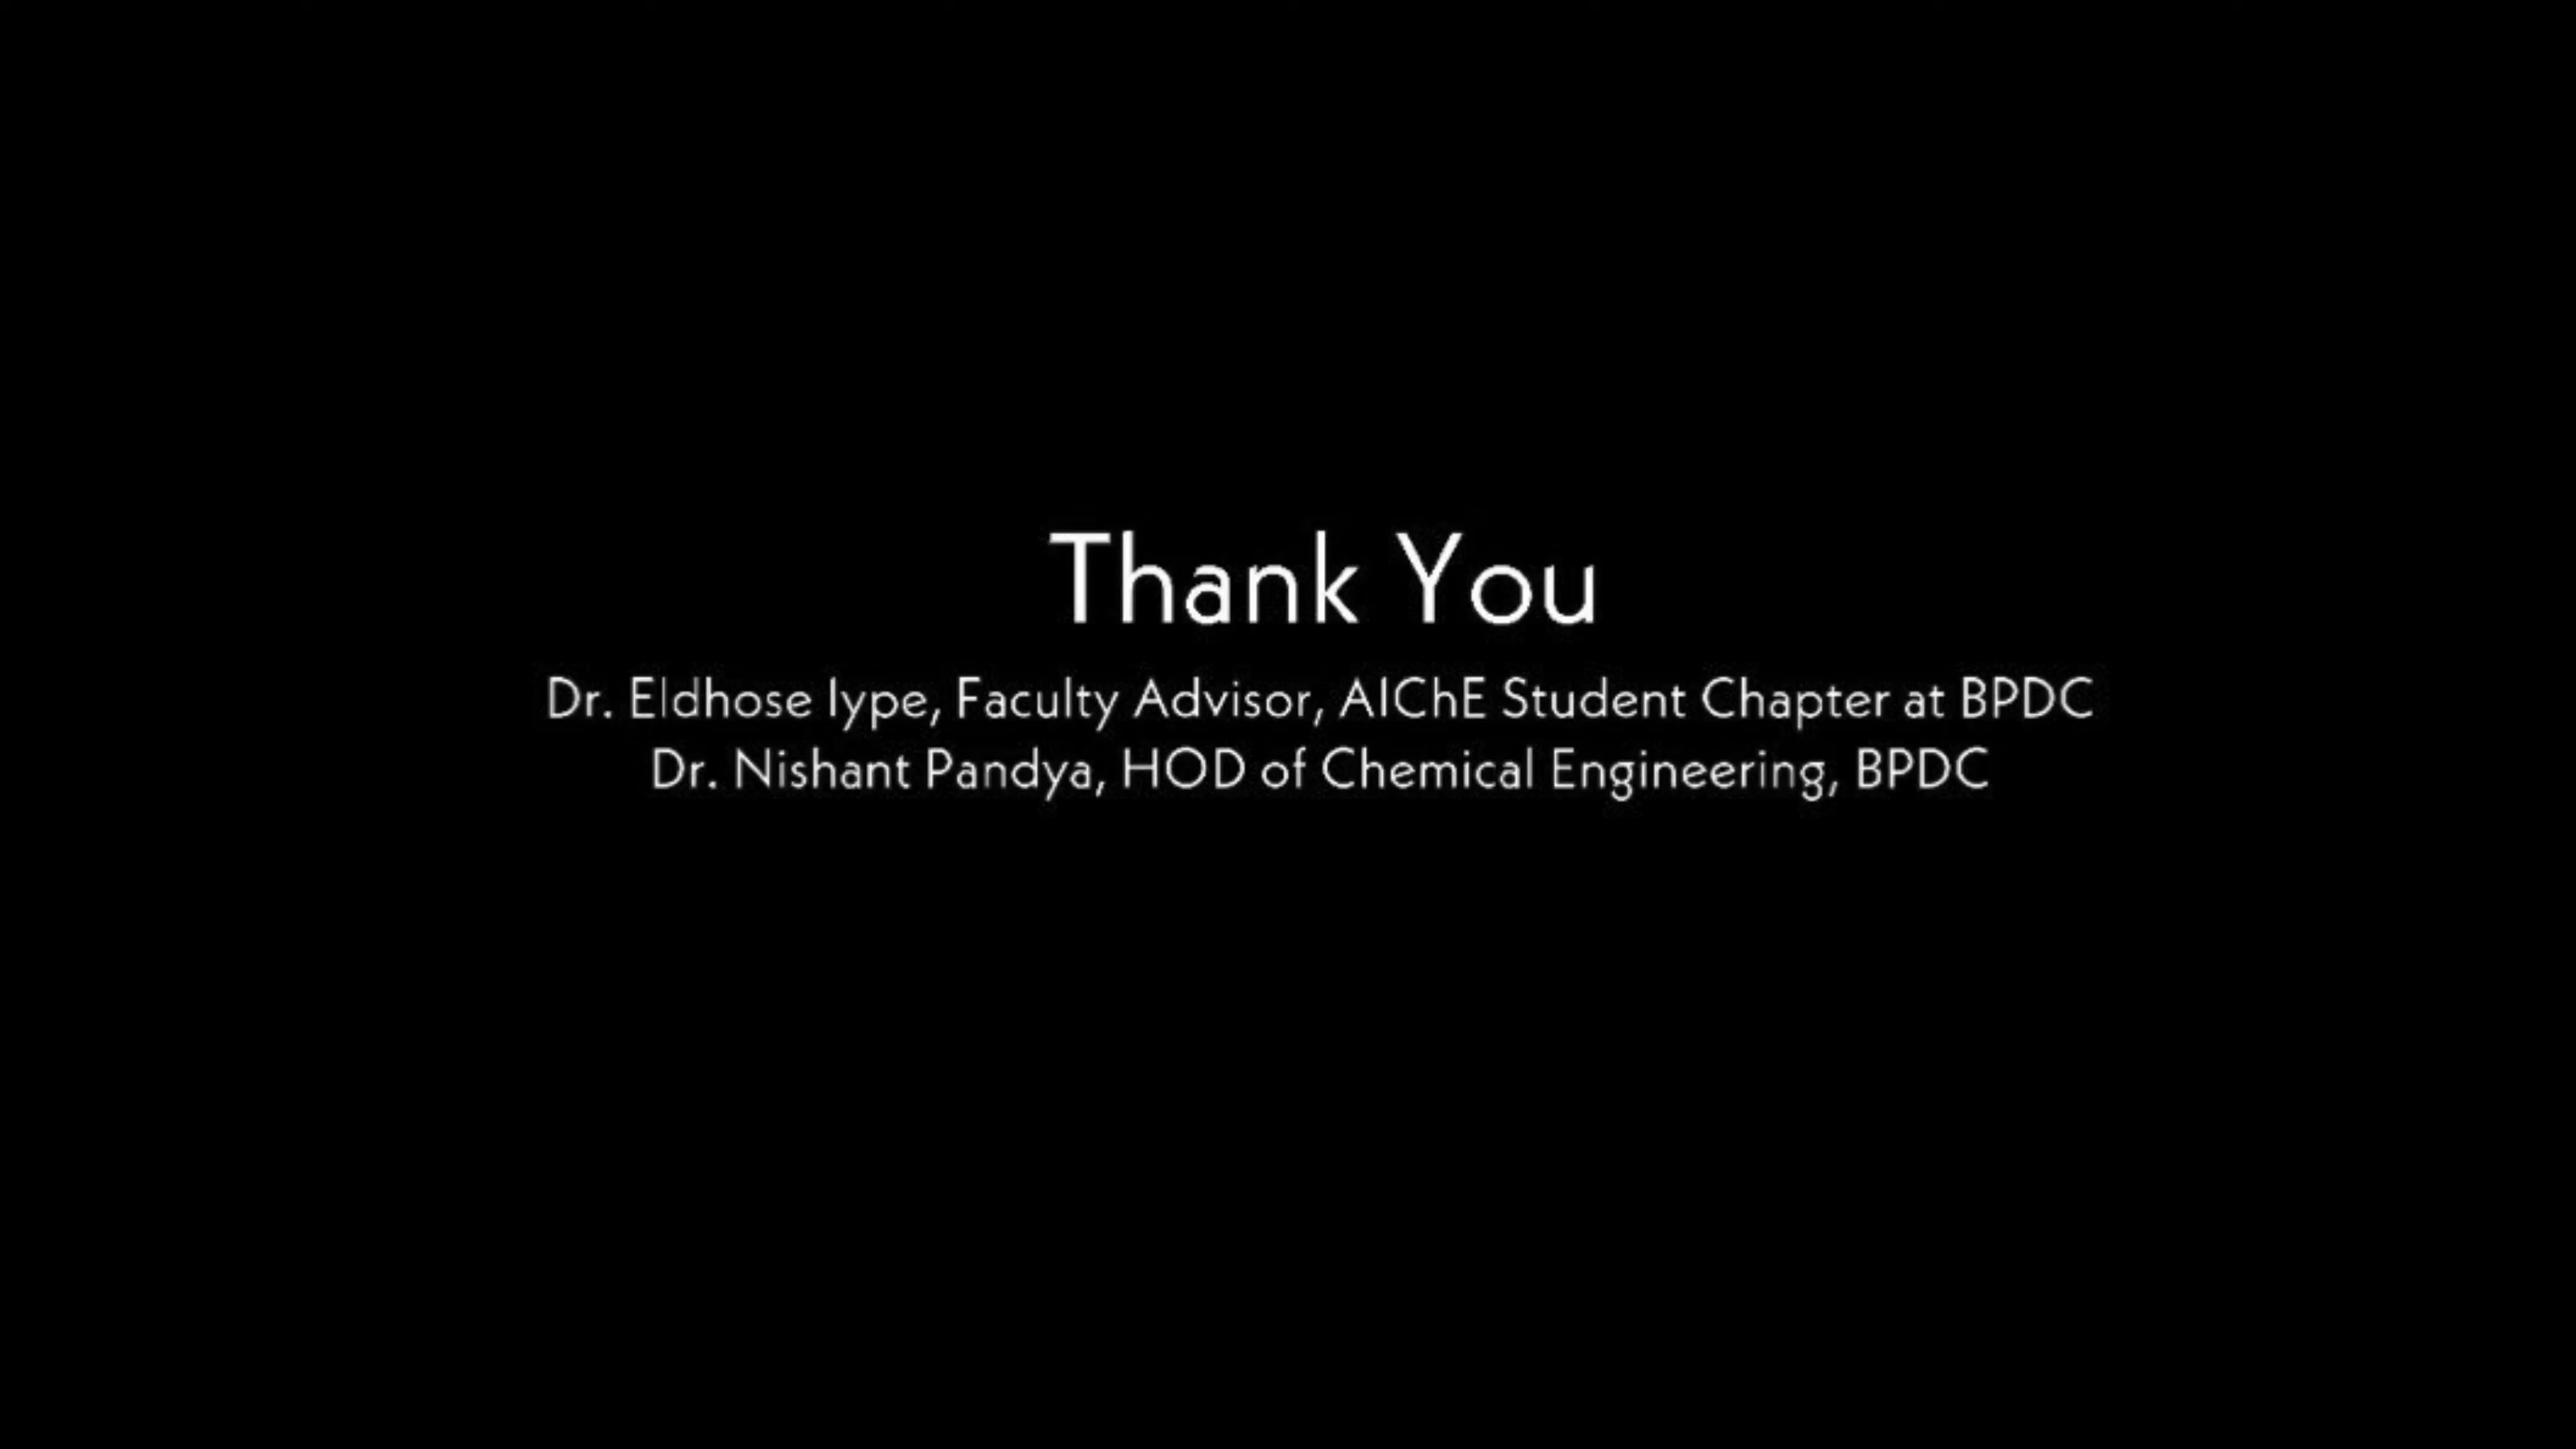 Thank You
Dr. Eldhose Iype, Faculty Advisor, AIChE Student Chapter at BPDC
Dr. Nishant Pandya, HOD of Chemical Engineering, BPDC